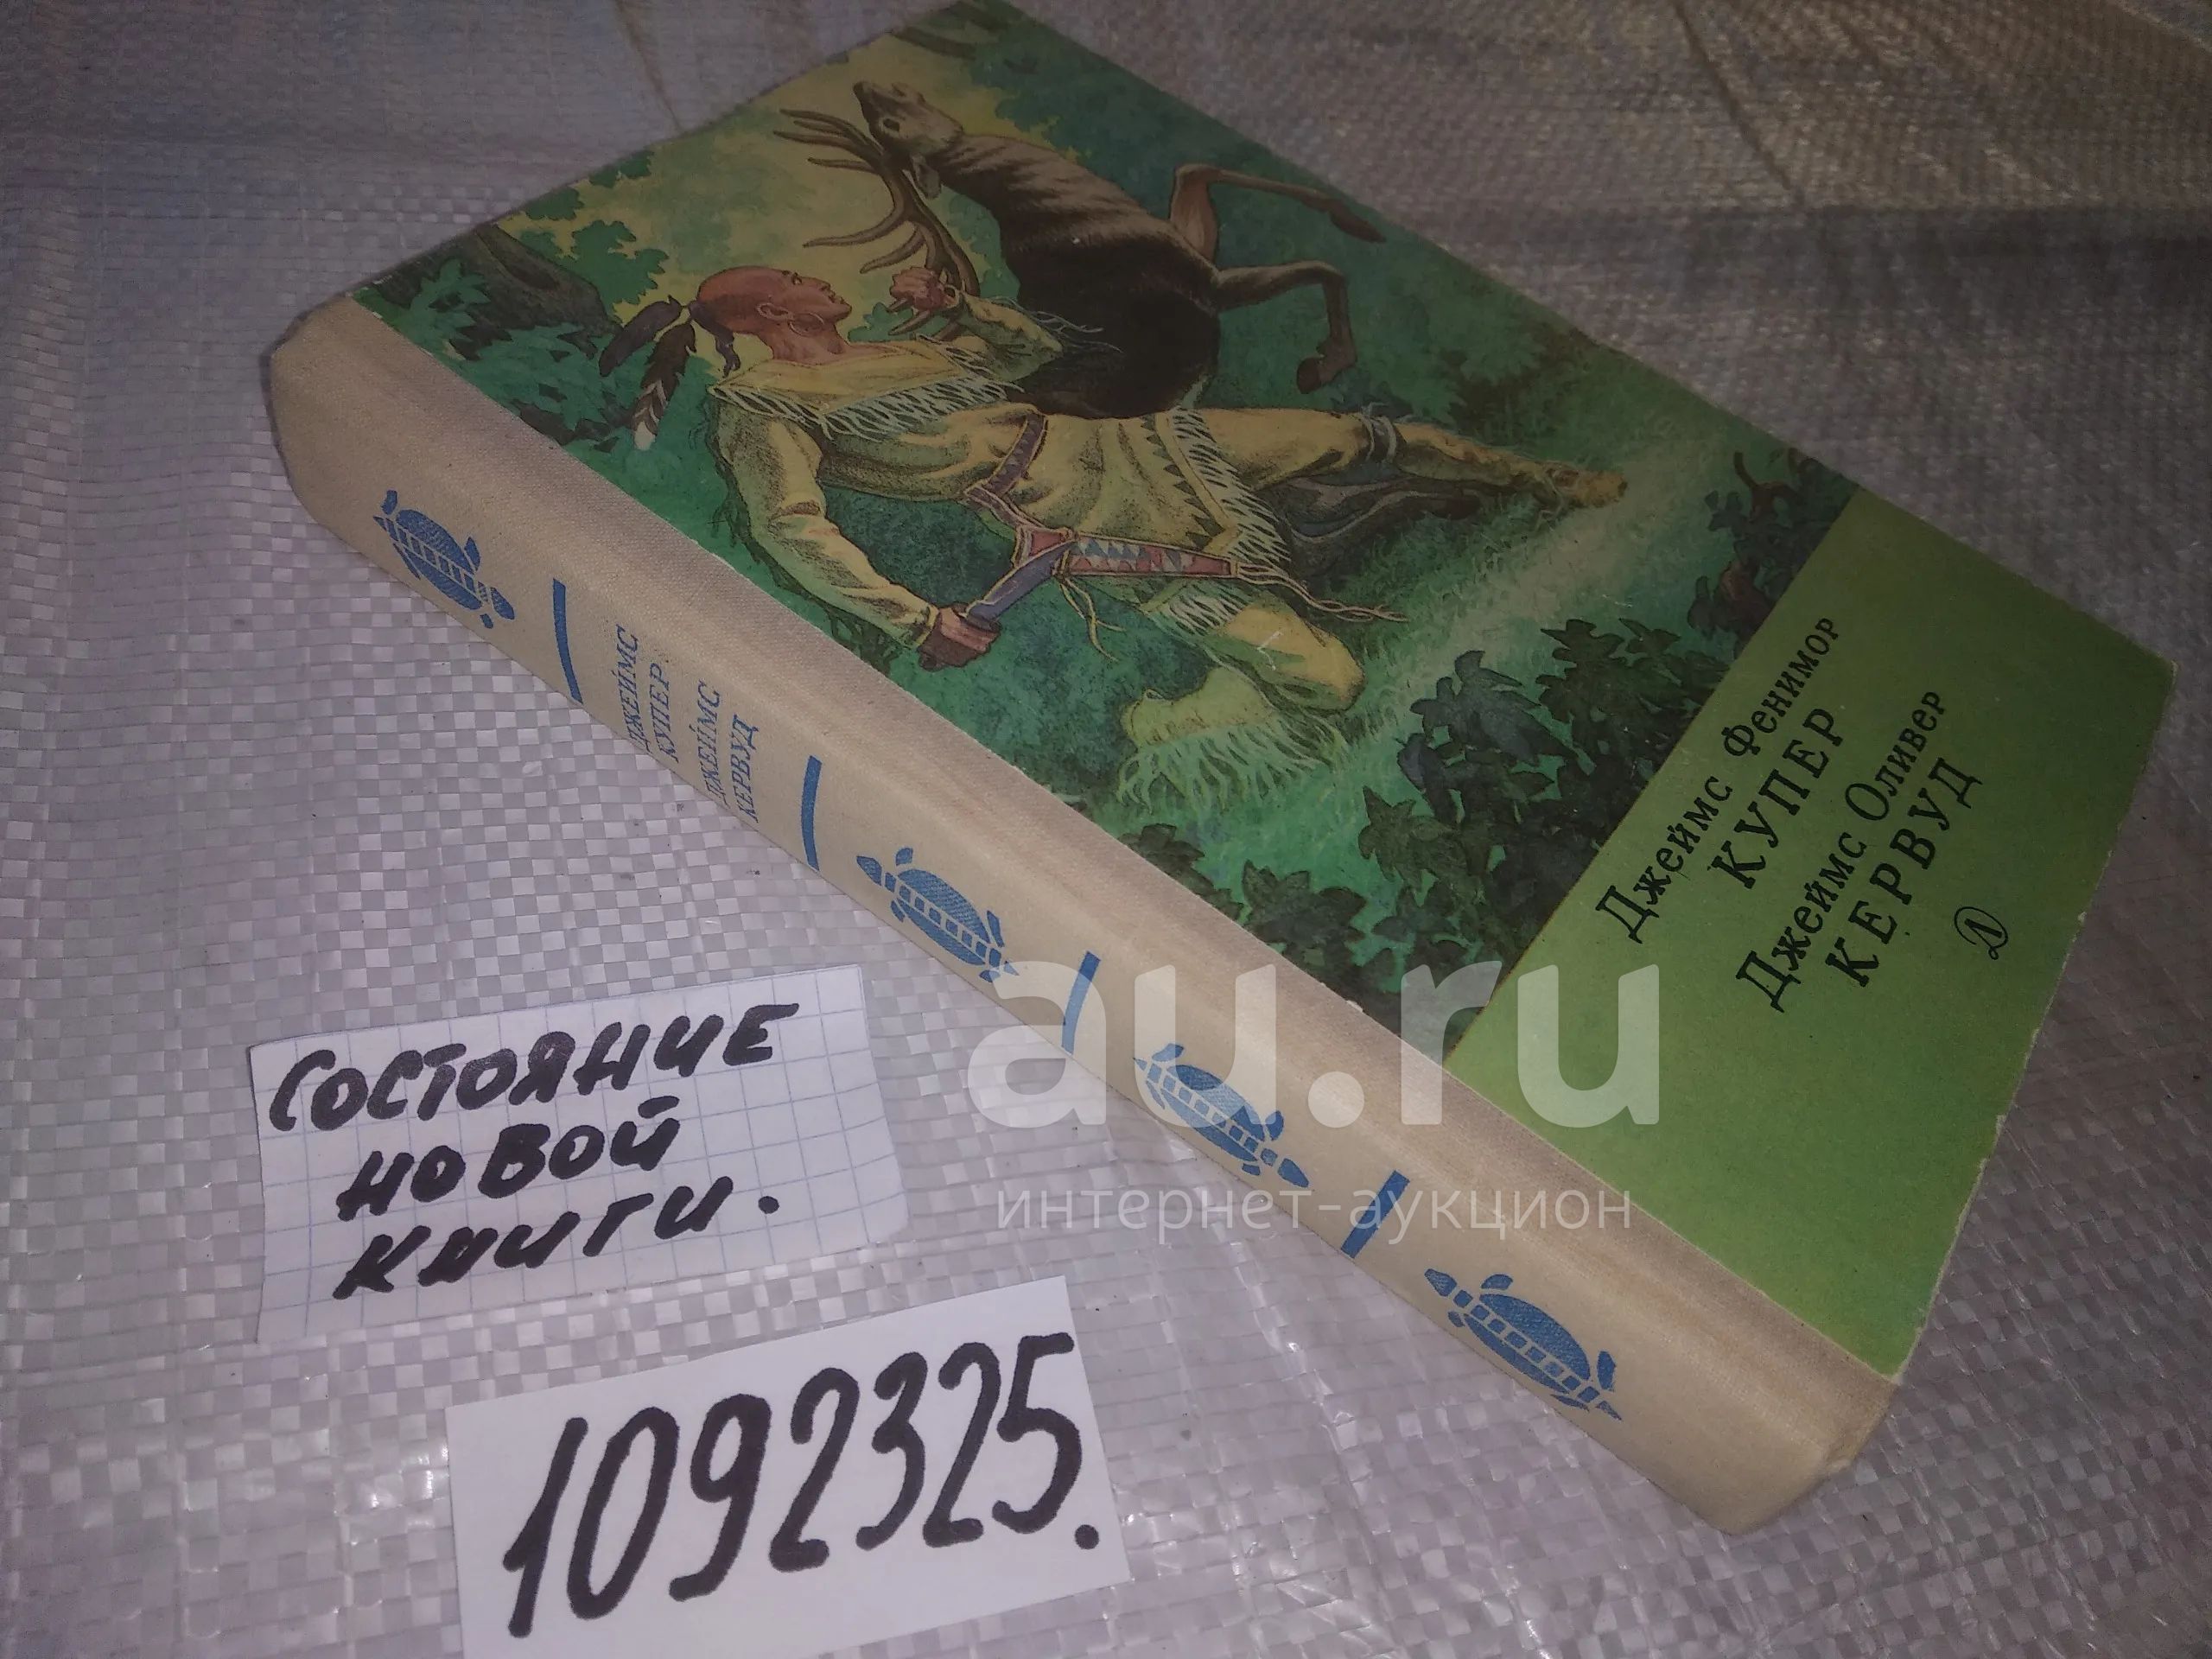 Джеймс Фенимор
КУПЕР
Джеймс Оливер
КЕРВУД
Д
ДЖЕЙМС
КУПЕР.
ДЖЕЙМС
КЕРВУД
СОСТОЯНИЕ
НОВОЙ
КНИГИ.
1092325.
au.ru
интернет-аукцион